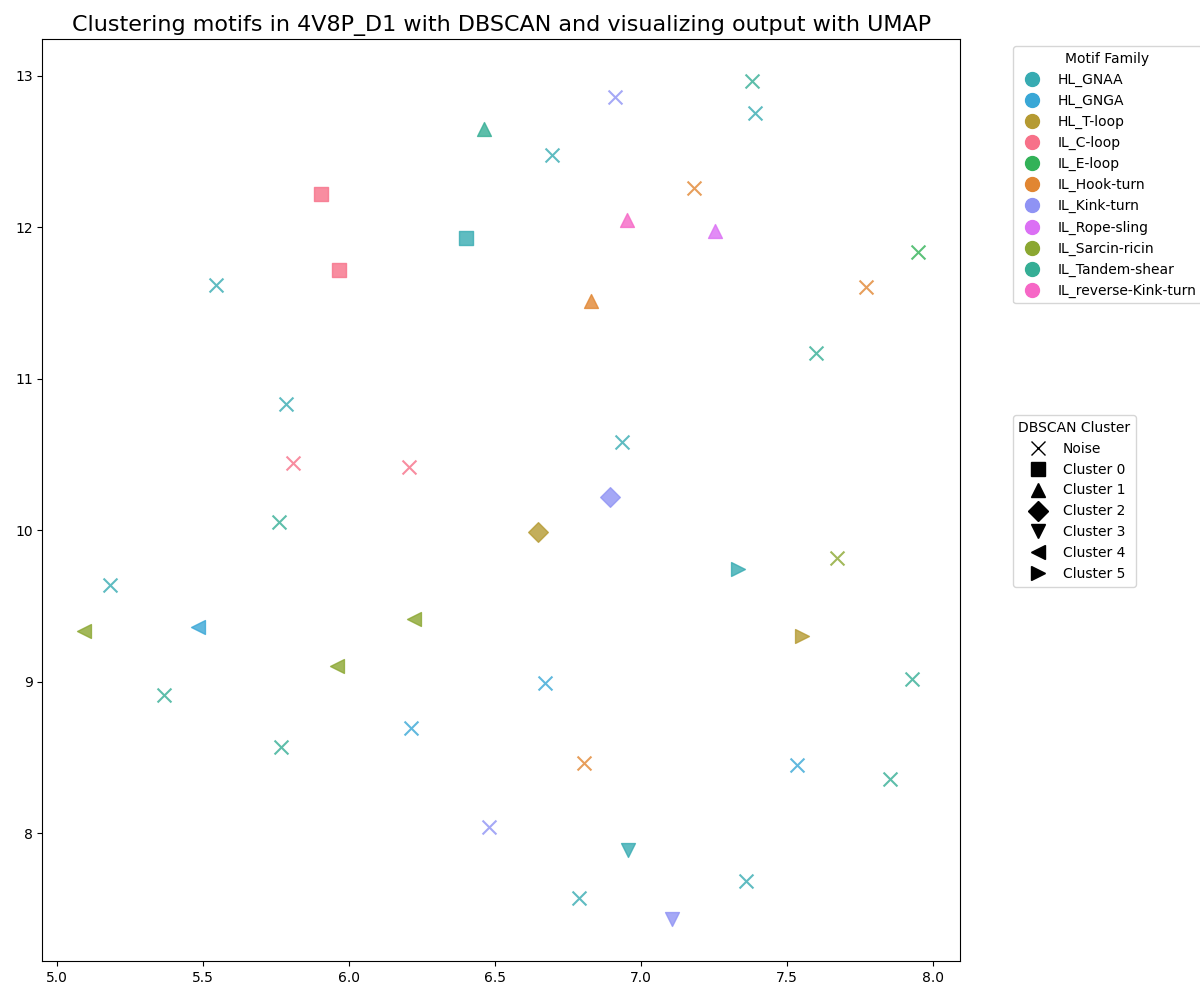 Clustering motifs in 4V8P_D1 with DBSCAN and visualizing output with UMAP
13
12
11
10
9
8
5.0
5.5
6.0
6.5
7.0
7.5
8.0
Motif Family
HL_GNAA
HL_GNGA
HL_T-loop
IL_C-loop
IL_E-loop
IL_Hook-turn
IL_Kink-turn
IL_Rope-sling
IL_Sarcin-ricin
IL_Tandem-shear
IL_reverse-Kink-turn
DBSCAN Cluster
Noise
Cluster 0
Cluster 1
Cluster 2
Cluster 3
Cluster 4
Cluster 5